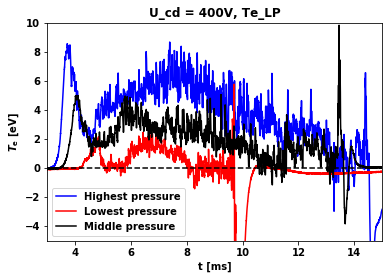 U_cd = 400V, Te_LP
10
8
6
4
2
0
−2
−4
T_e [eV]
Highest pressure
Lowest pressure
Middle pressure
4 6 8 10 12 14
t [ms]